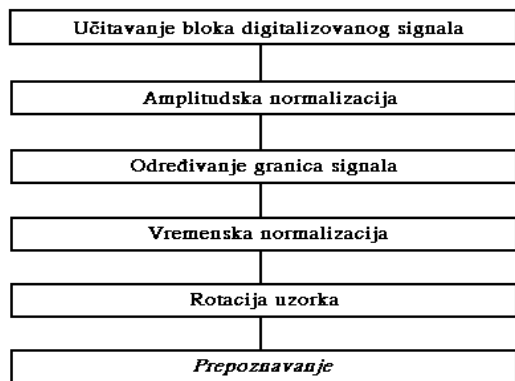 Učitavanje bloka digitalizovanog signala
Amplitudska normalizacija
Određivanje granica signala
Vremenska normalizacija
Rotacija uzorka
Prepoznavanje